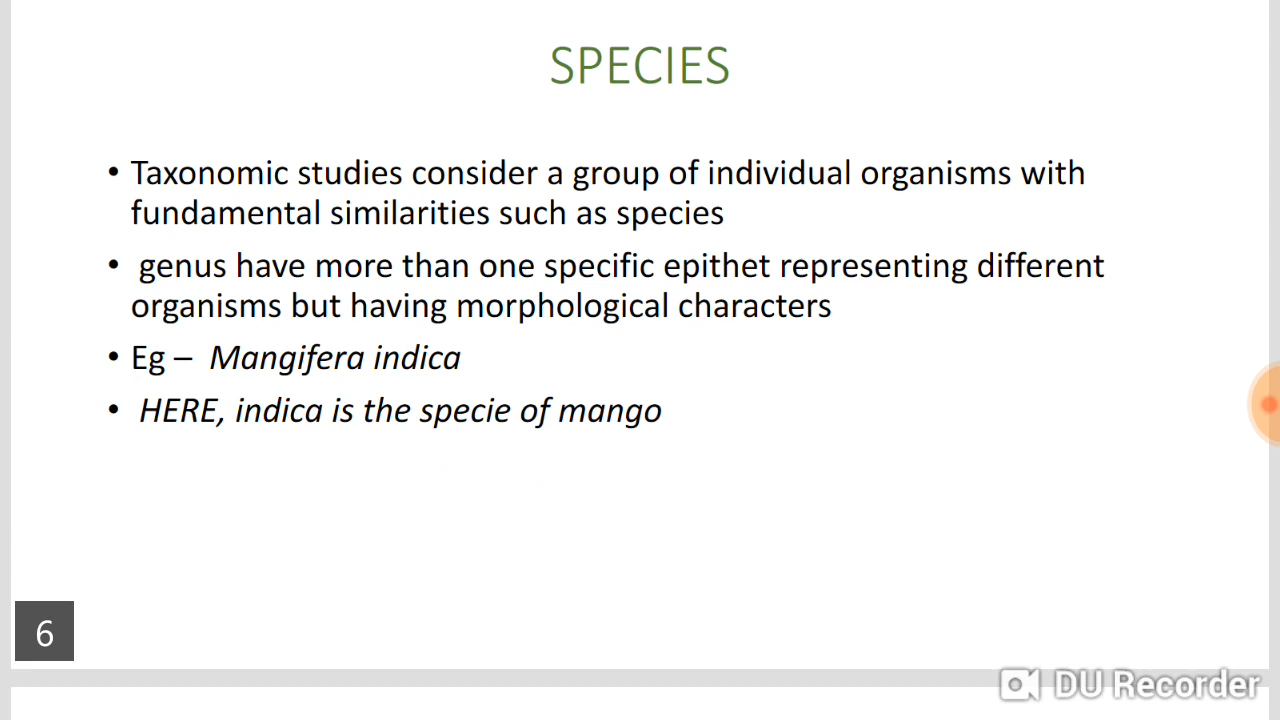 SPECIES
• Taxonomic studies consider a group of individual organisms with
fundamental similarities such as species
• genus have more than one specific epithet representing different
organisms but having morphological characters
• Eg – Mangifera indica
• HERE, indica is the specie of mango
6
DU Recorder